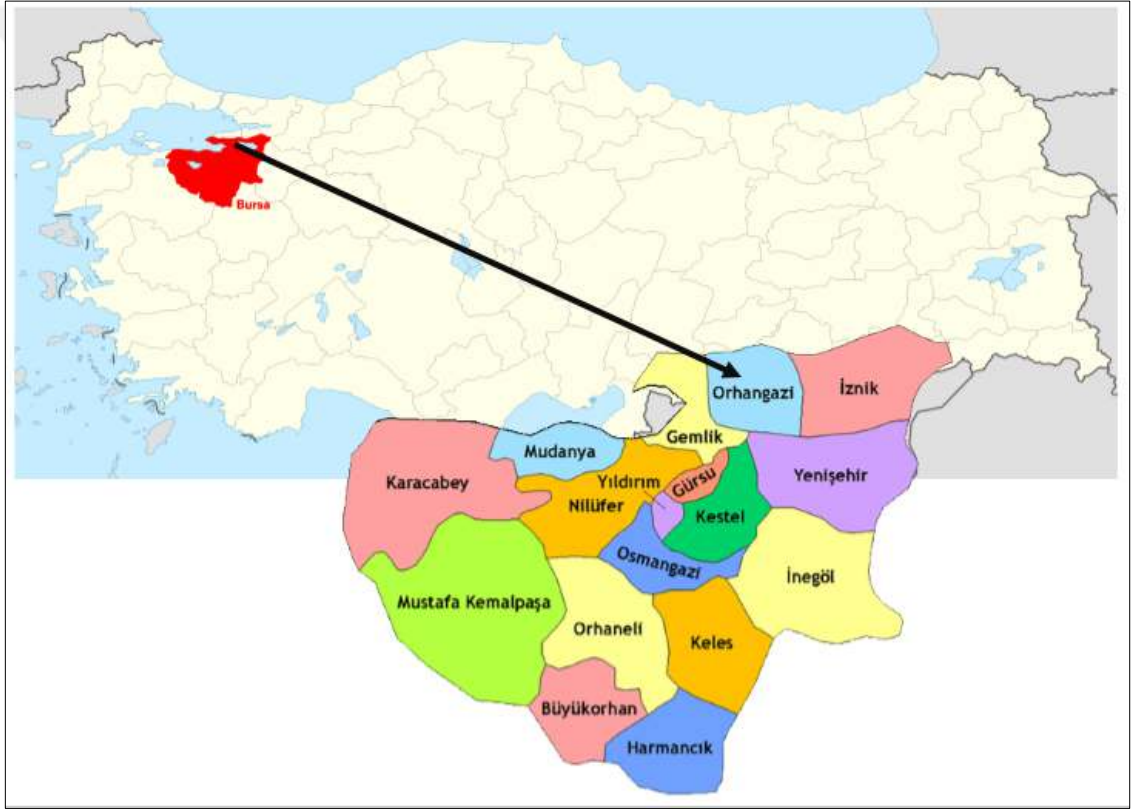 Bursa
Orhangazi
İznik
Gemlik
Mudanya
Yenişehir
Karacabey
Yıldırım
Gürsu
Nilüfer
Kestel
Osmangazi
İnegöl
Mustafa Kemalpaşa
Orhaneli
Keles
Büyükorhan
Harmancık